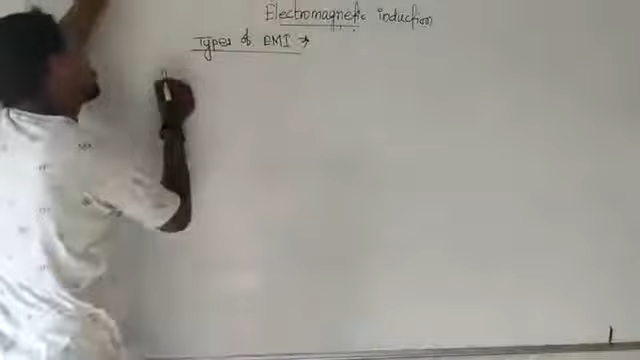 Electromagnetic induction
Types of EMI →